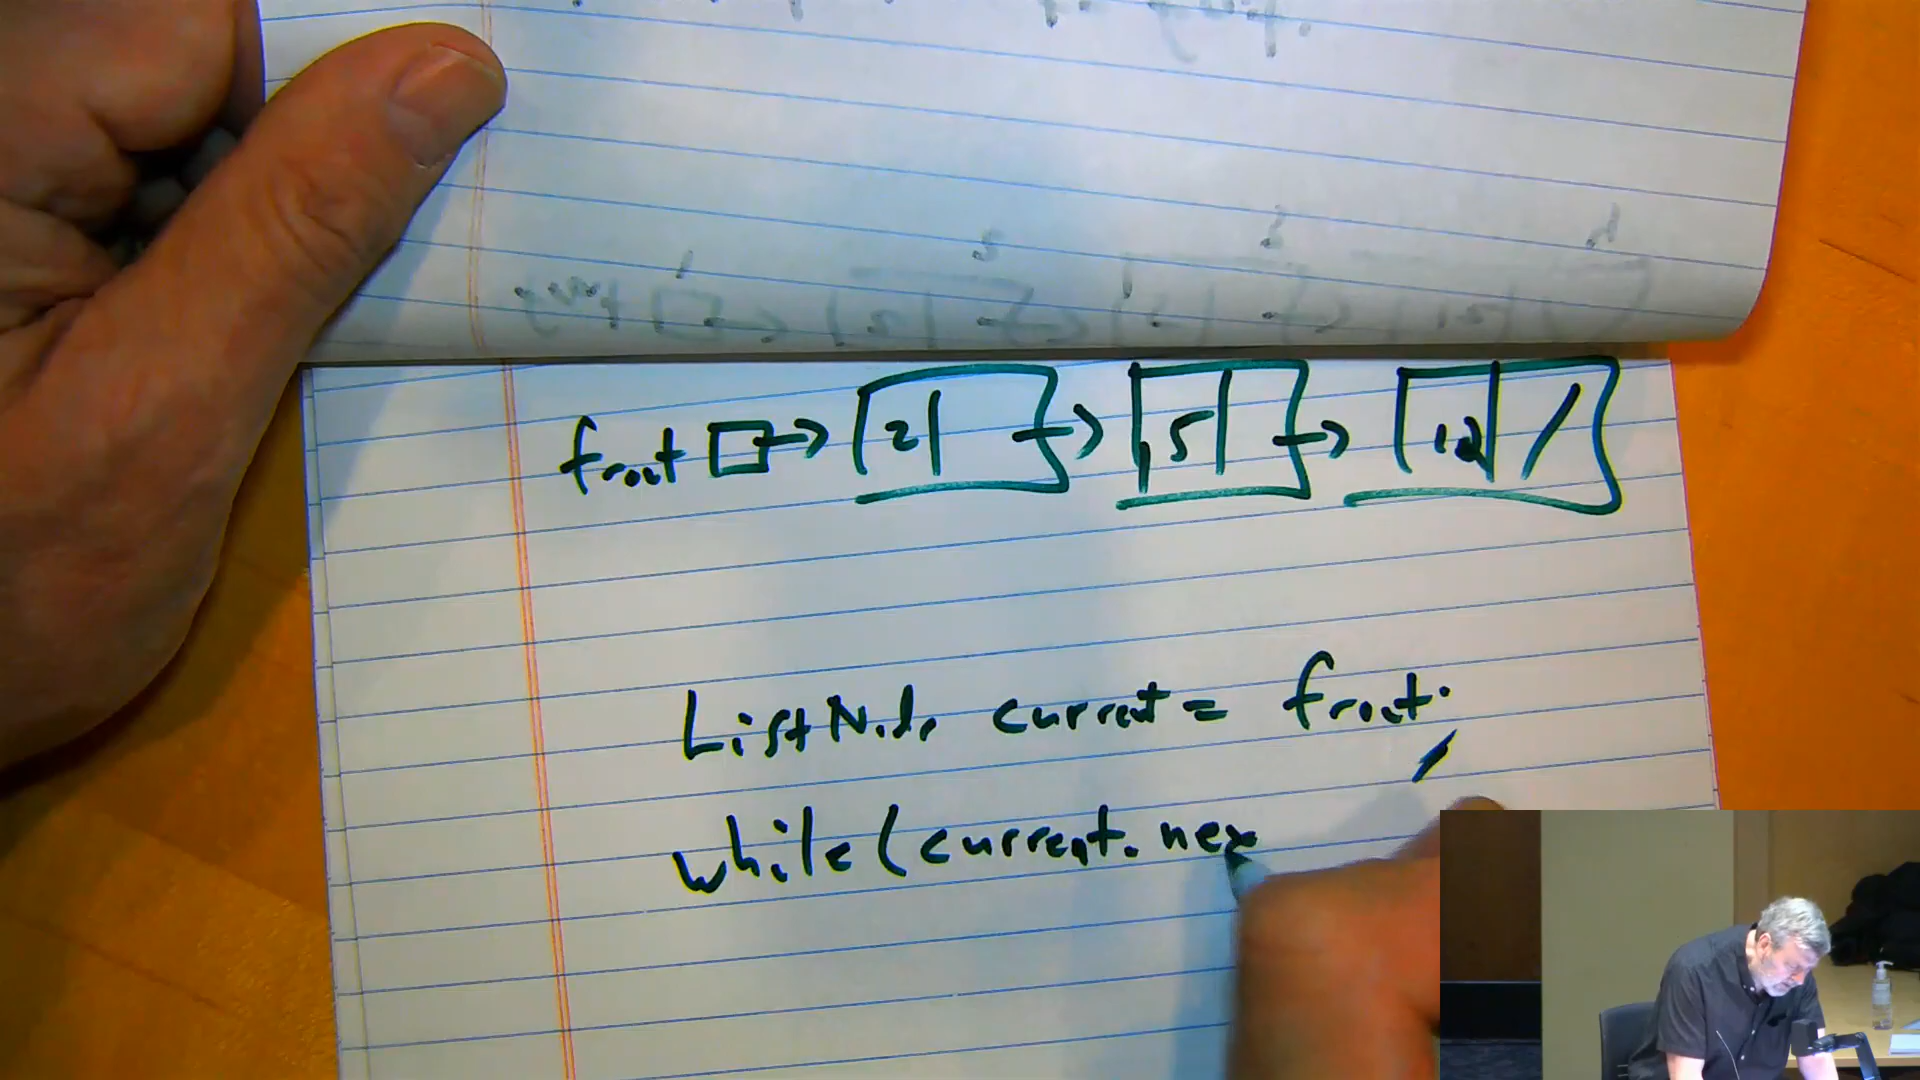 front → 2 → 5 → 12 /
ListNode current = front;
while (current.nex